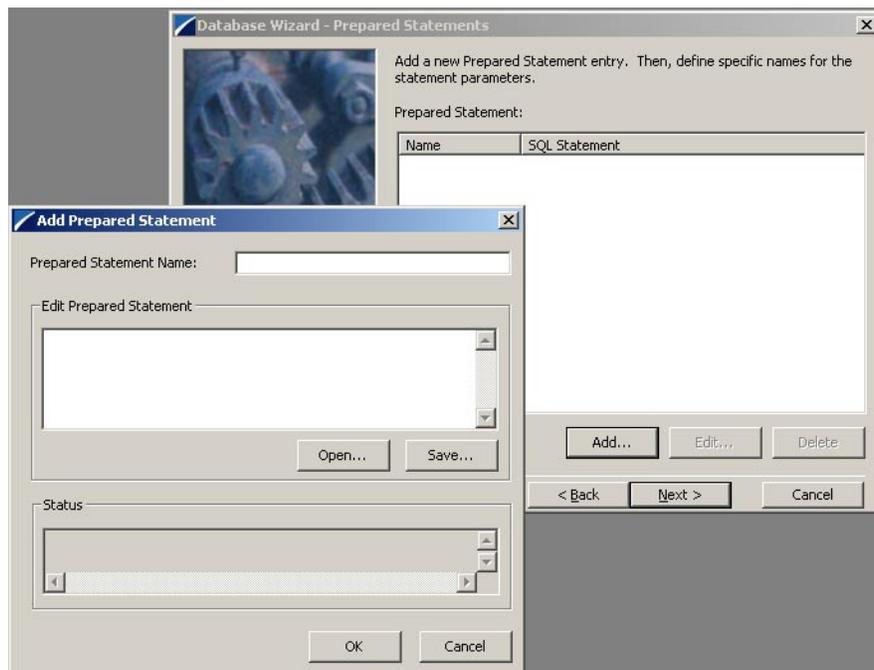 Database Wizard - Prepared Statements
Add a new Prepared Statement entry. Then, define specific names for the
statement parameters.
Prepared Statement:
Name SQL Statement
Add... Edit... Delete
< Back Next > Cancel
Add Prepared Statement
Prepared Statement Name:
Edit Prepared Statement
Open... Save...
Status
OK Cancel